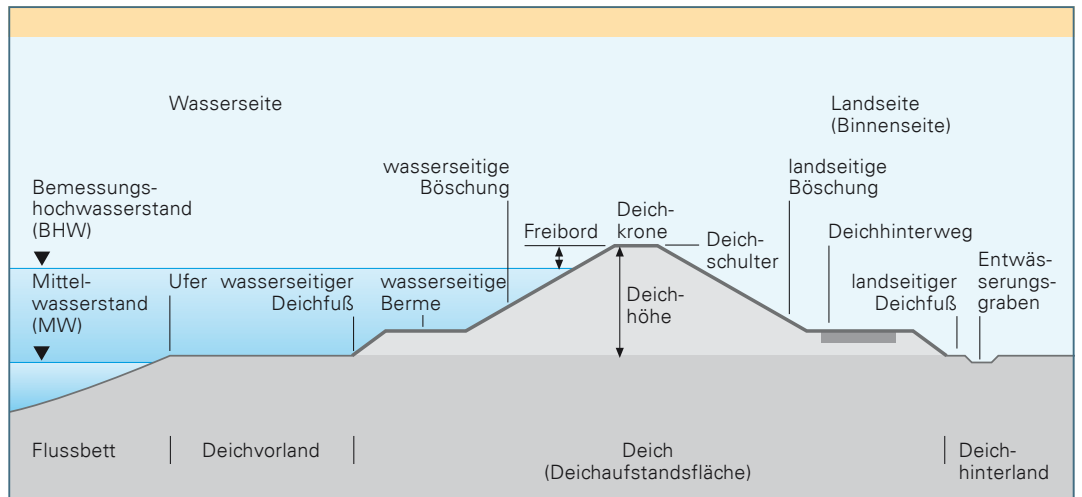 Wasserseite
Landseite
(Binnenseite)
wasserseitige
Böschung
landseitige
Böschung
Bemessungs-
hochwasserstand
(BHW)
Freibord
Deich-
krone
Deich-
schulter
Deichhinterweg
Mittel-
wasserstand
(MW)
Ufer
wasserseitiger
Deichfuß
wasserseitige
Berme
Deich-
höhe
landseitiger
Deichfuß
Entwäs-
serungs-
graben
Flussbett
Deichvorland
Deich
(Deichaufstandsfläche)
Deich-
hinterland